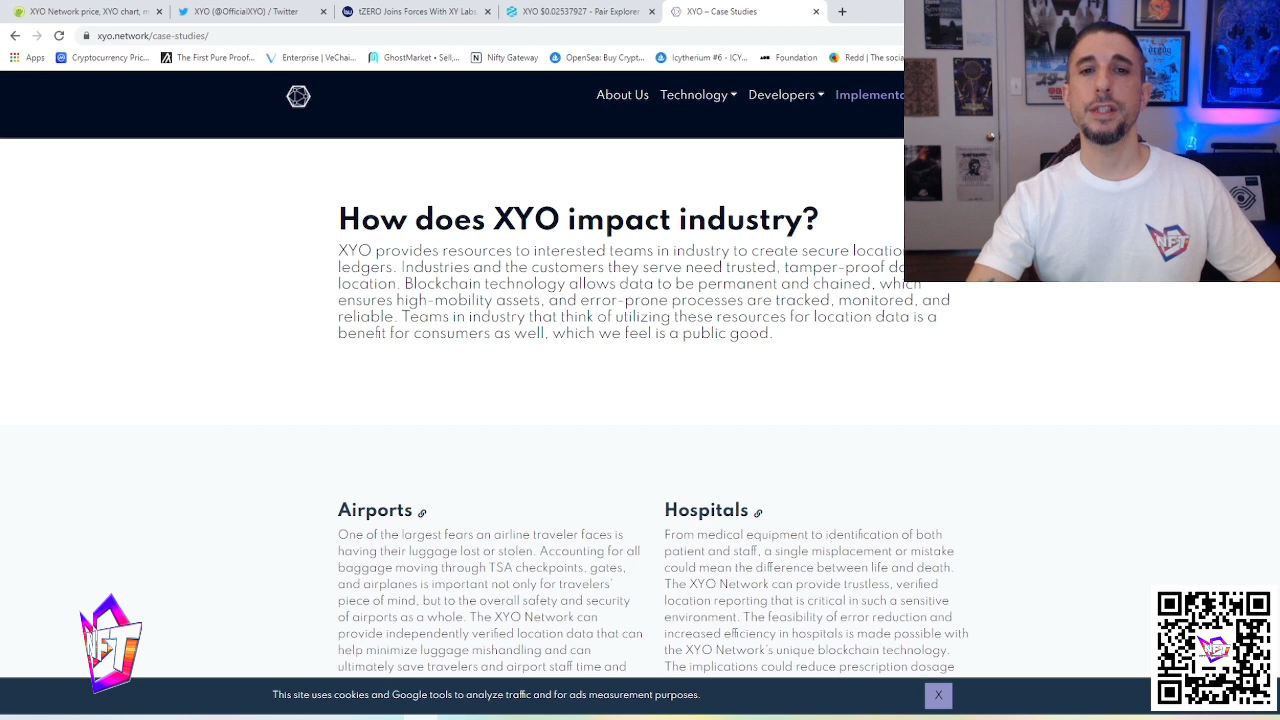 XYO Network price, XYO chart, m
XYO (@OfficialXYO) / Twitter
tZERO Joins Forces With XY Labs
XYO $0.02537927 - Pair Explorer
XYO – Case Studies
xyo.network/case-studies/
Apps
Cryptocurrency Pric...
The Pun Pure Proof...
Enterprise | VeChai...
GhostMarket • Sell,...
Nifty Gateway
OpenSea: Buy Crypt...
Icytherium #6 - ICY...
Foundation
Redd | The social
About Us Technology Developers Implementa
How does XYO impact industry?
XYO provides resources to interested teams in industry to create secure locatio
ledgers. Industries and the customers they serve need trusted, tamper-proof da
location. Blockchain technology allows data to be permanent and chained, which
ensures high-mobility assets, and error-prone processes are tracked, monitored, and
reliable. Teams in industry that think of utilizing these resources for location data is a
benefit for consumers as well, which we feel is a public good.
Airports
One of the largest fears an airline traveler faces is
having their luggage lost or stolen. Accounting for all
baggage moving through TSA checkpoints, gates,
and airplanes is important not only for travelers'
piece of mind, but to the overall safety and security
of airports as a whole. The XYO Network can
provide independently verified location data that can
help minimize luggage mishandling and can
ultimately save travelers and airport staff time and
Hospitals
From medical equipment to identification of both
patient and staff, a single misplacement or mistake
could mean the difference between life and death.
The XYO Network can provide trustless, verified
location reporting that is critical in such a sensitive
environment. The feasibility of error reduction and
increased efficiency in hospitals is made possible with
the XYO Network's unique blockchain technology.
The implications could reduce prescription dosage
This site uses cookies and Google tools to analyze traffic and for ads measurement purposes.
X
NFT
NFT
NFT